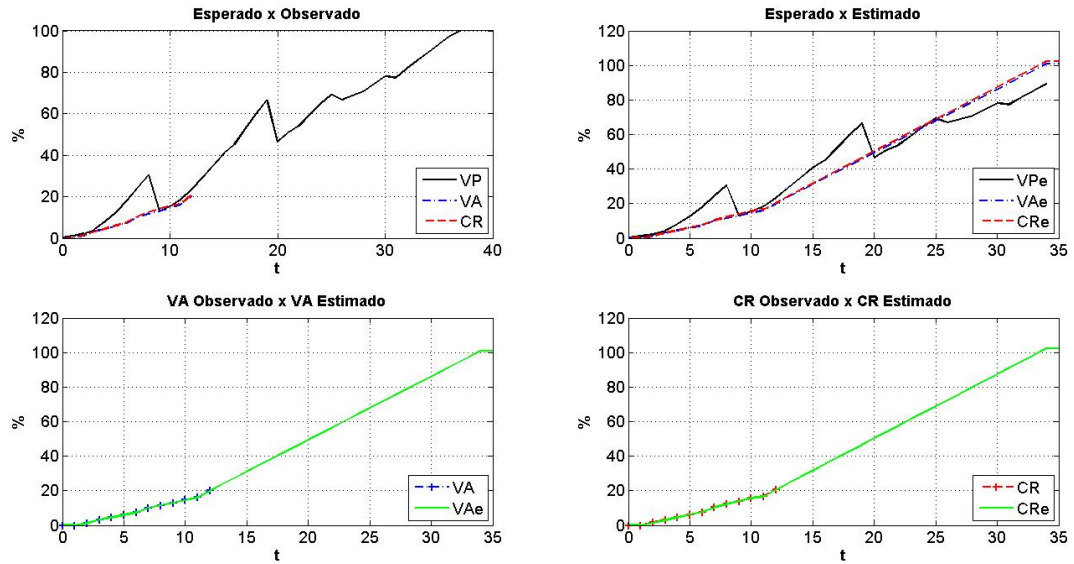 Esperado x Observado
%
100
80
60
40
20
0
0 10 20 30 40
t
VP
VA
CR
Esperado x Estimado
%
120
100
80
60
40
20
0
0 5 10 15 20 25 30 35
t
VPe
VAe
CRe
VA Observado x VA Estimado
%
120
100
80
60
40
20
0
0 5 10 15 20 25 30 35
t
VA
VAe
CR Observado x CR Estimado
%
120
100
80
60
40
20
0
0 5 10 15 20 25 30 35
t
CR
CRe